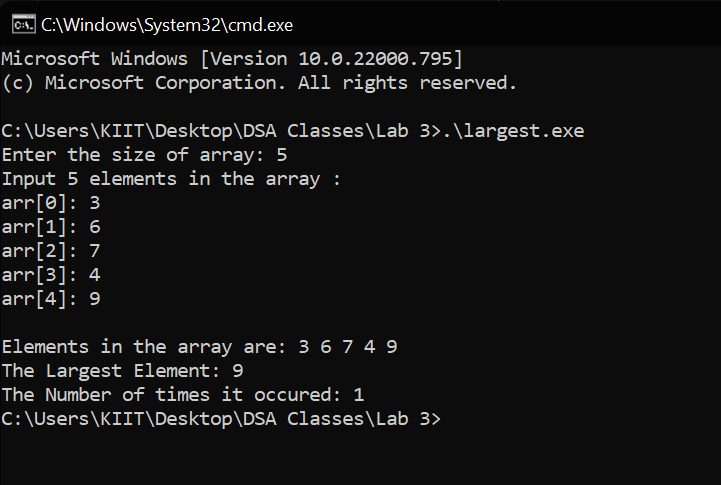 C:\Windows\System32\cmd.exe
Microsoft Windows [Version 10.0.22000.795]
(c) Microsoft Corporation. All rights reserved.
C:\Users\KIIT\Desktop\DSA Classes\Lab 3>.\largest.exe
Enter the size of array: 5
Input 5 elements in the array :
arr[0]: 3
arr[1]: 6
arr[2]: 7
arr[3]: 4
arr[4]: 9
Elements in the array are: 3 6 7 4 9
The Largest Element: 9
The Number of times it occured: 1
C:\Users\KIIT\Desktop\DSA Classes\Lab 3>